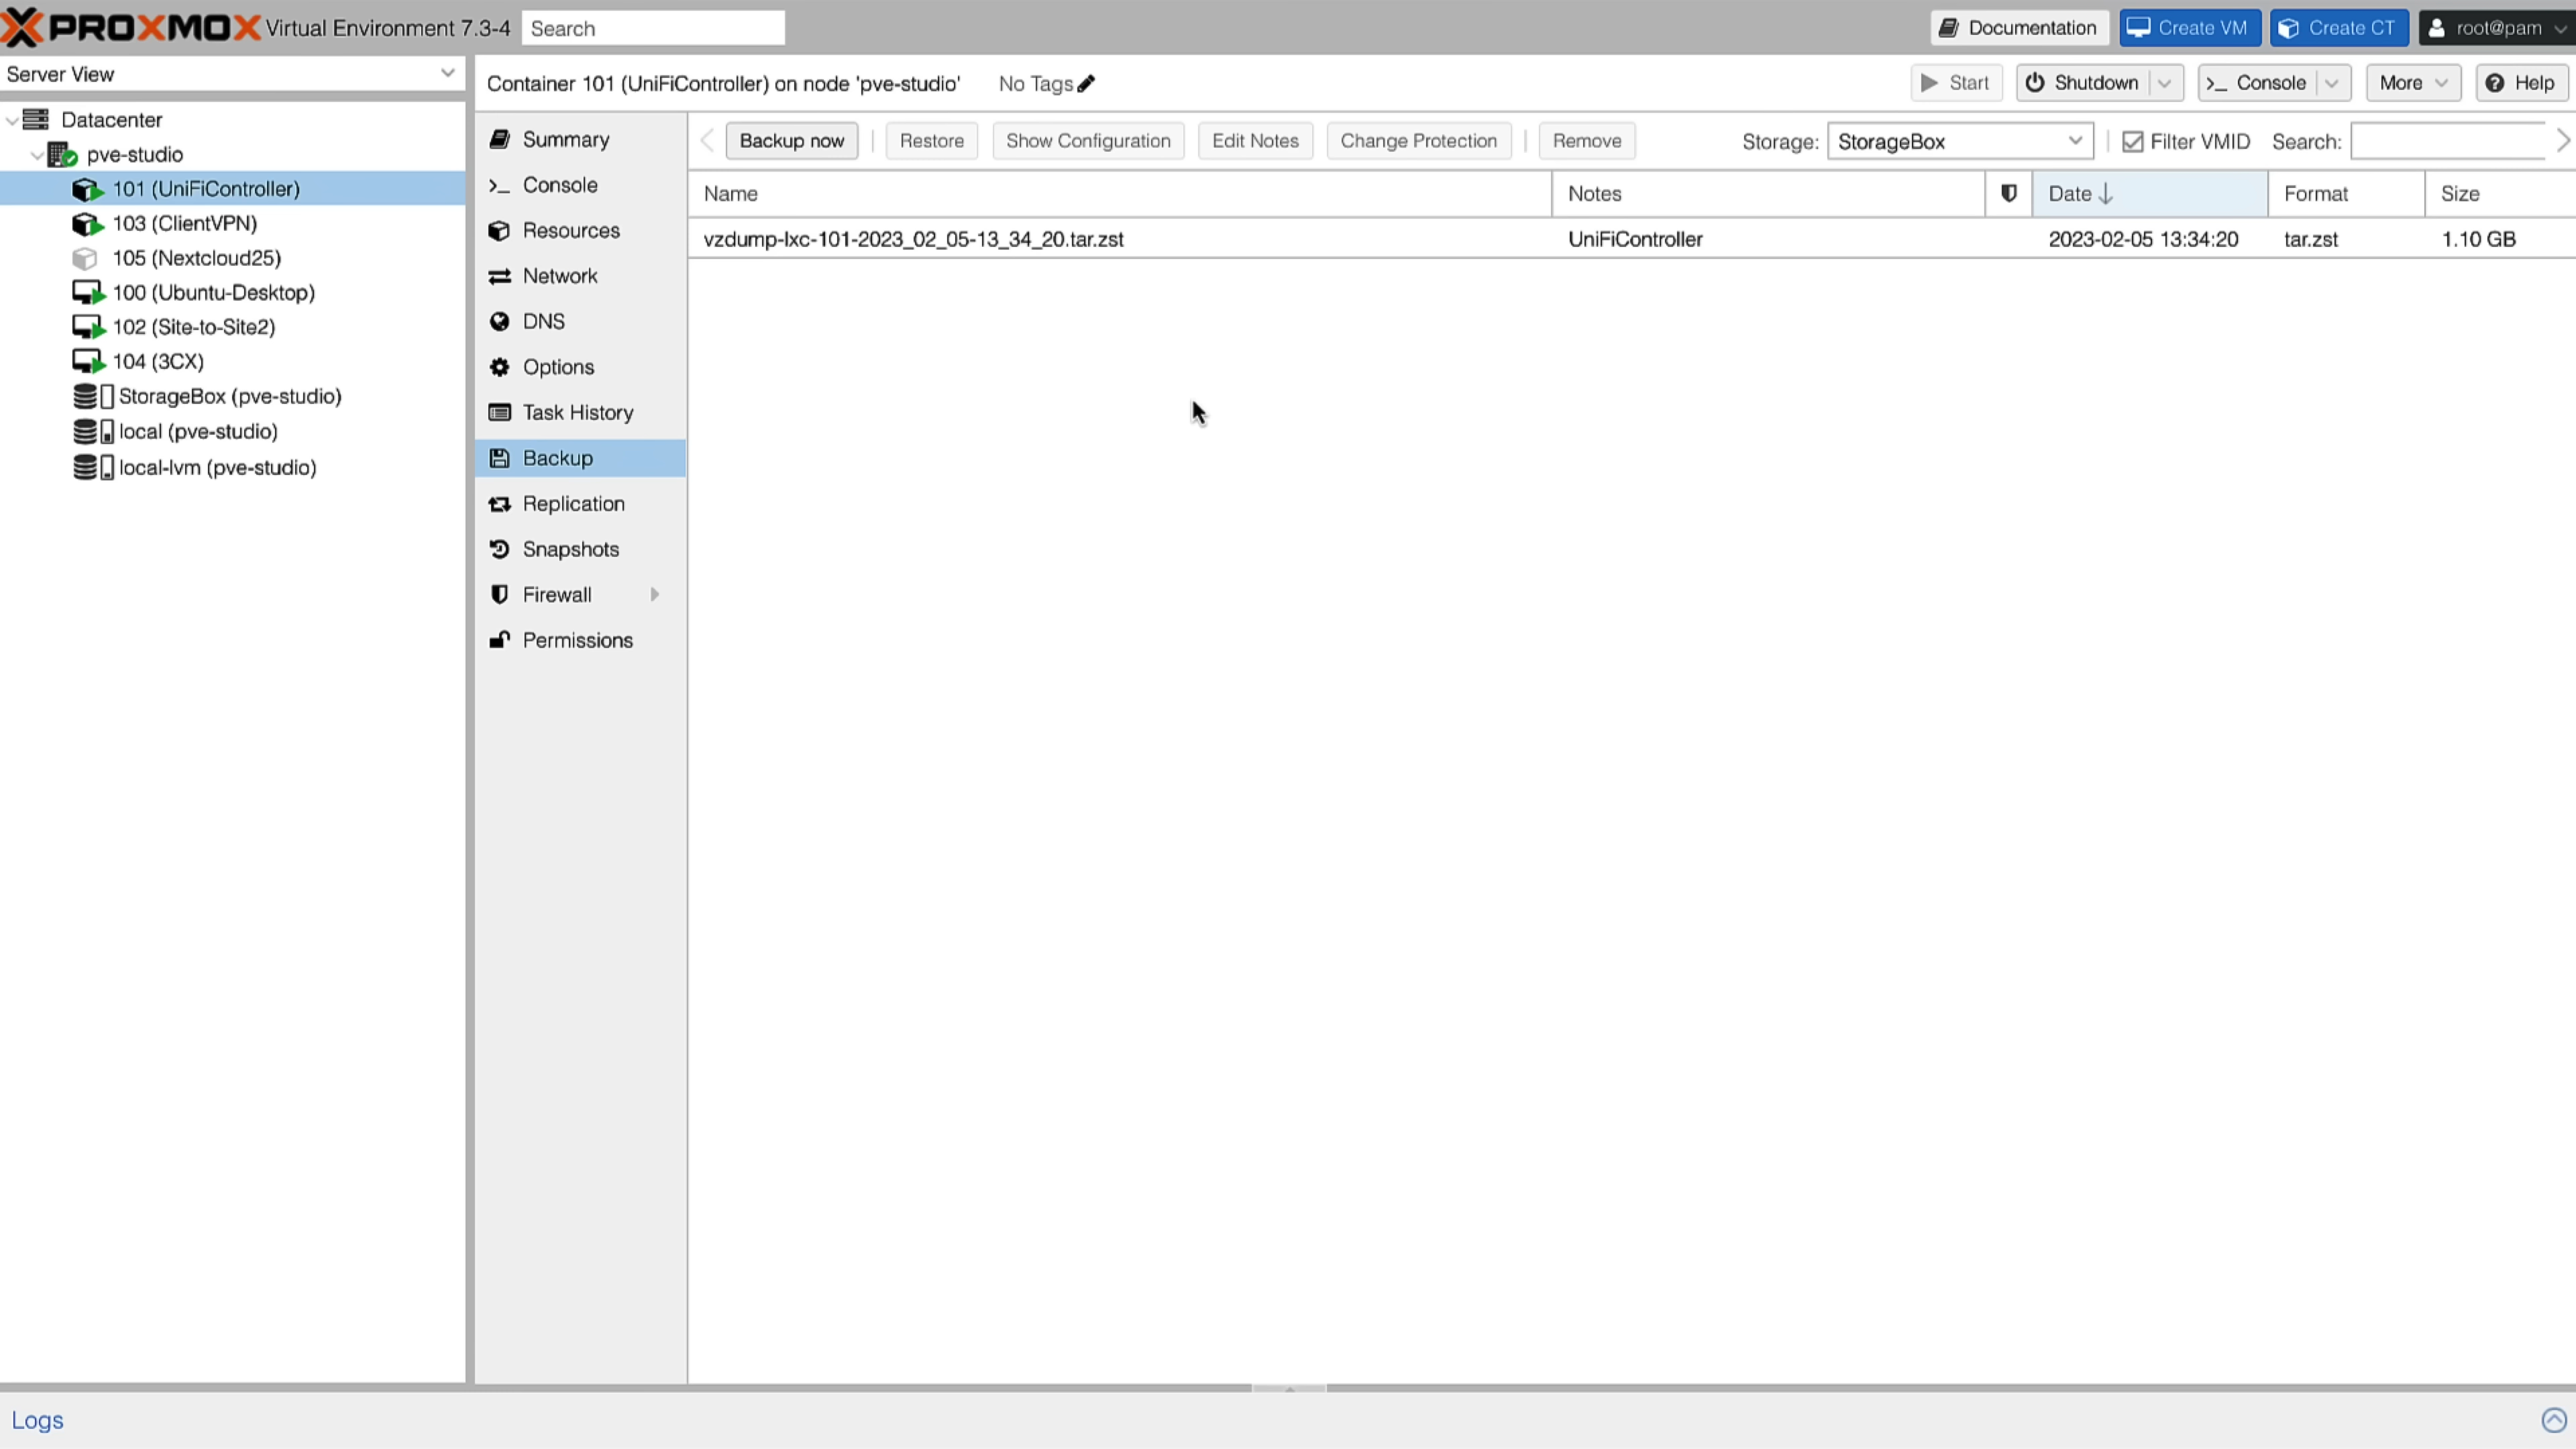 PROXMOX Virtual Environment 7.3-4 Search Documentation Create VM Create CT root@pam
Server View
Datacenter
pve-studio
101 (UniFiController)
103 (ClientVPN)
105 (Nextcloud25)
100 (Ubuntu-Desktop)
102 (Site-to-Site2)
104 (3CX)
StorageBox (pve-studio)
local (pve-studio)
local-lvm (pve-studio)
Container 101 (UniFiController) on node 'pve-studio' No Tags Start Shutdown Console More Help
Summary
Console
Resources
Network
DNS
Options
Task History
Backup
Replication
Snapshots
Firewall
Permissions
Backup now Restore Show Configuration Edit Notes Change Protection Remove Storage: StorageBox Filter VMID Search:
Name Notes Date Format Size
vzdump-lxc-101-2023_02_05-13_34_20.tar.zst UniFiController 2023-02-05 13:34:20 tar.zst 1.10 GB
Logs